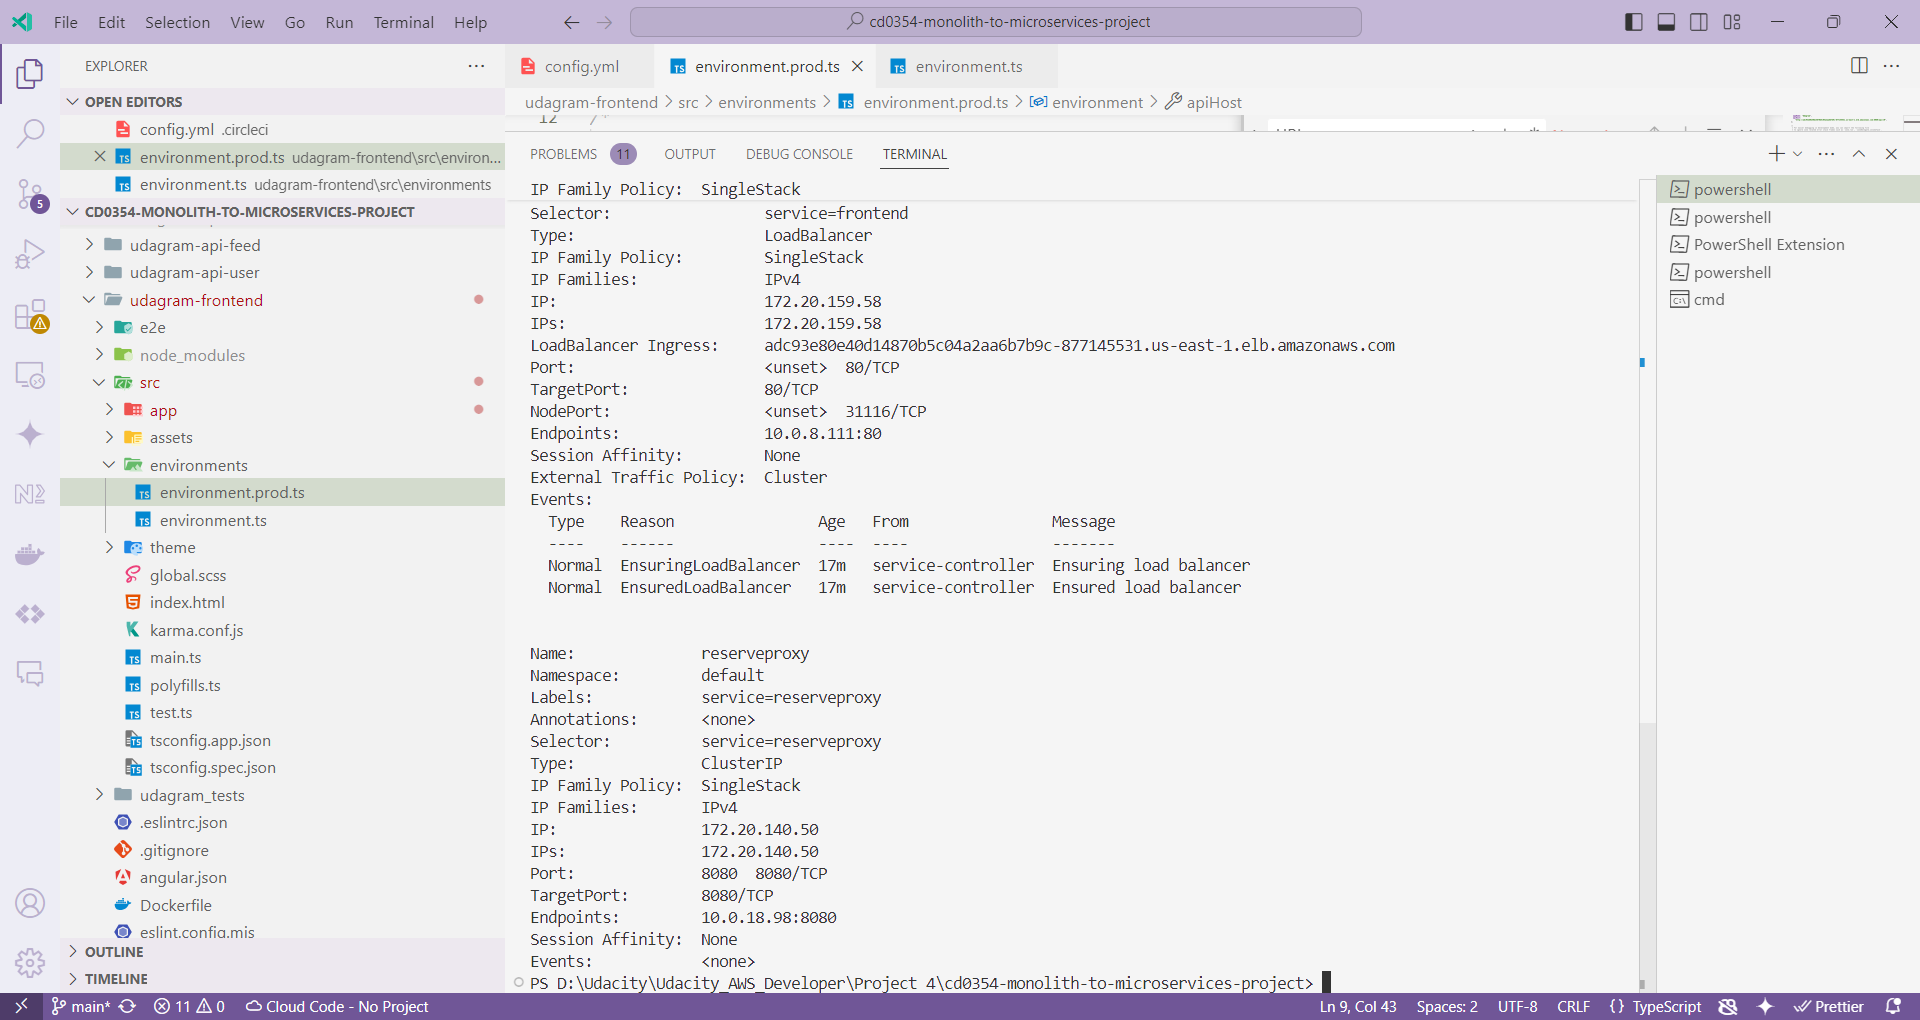 File Edit Selection View Go Run Terminal Help
cd0354-monolith-to-microservices-project
EXPLORER
OPEN EDITORS
config.yml .circleci
environment.prod.ts udagram-frontend\src\environ...
environment.ts udagram-frontend\src\environments
5
CD0354-MONOLITH-TO-MICROSERVICES-PROJECT
udagram-api-feed
udagram-api-user
udagram-frontend
e2e
node_modules
src
app
assets
environments
environment.prod.ts
environment.ts
theme
global.scss
index.html
karma.conf.js
main.ts
polyfills.ts
test.ts
tsconfig.app.json
tsconfig.spec.json
udagram_tests
.eslintrc.json
.gitignore
angular.json
Dockerfile
eslint.config.mjs
OUTLINE
TIMELINE
config.yml
environment.prod.ts
environment.ts
udagram-frontend > src > environments > environment.prod.ts > environment > apiHost
12 /*
PROBLEMS 11 OUTPUT DEBUG CONSOLE TERMINAL
IP Family Policy: SingleStack
Selector: service=frontend
Type: LoadBalancer
IP Family Policy: SingleStack
IP Families: IPv4
IP: 172.20.159.58
IPs: 172.20.159.58
LoadBalancer Ingress: adc93e80e40d14870b5c04a2aa6b7b9c-877145531.us-east-1.elb.amazonaws.com
Port: <unset> 80/TCP
TargetPort: 80/TCP
NodePort: <unset> 31116/TCP
Endpoints: 10.0.8.111:80
Session Affinity: None
External Traffic Policy: Cluster
Events:
Type Reason Age From Message
---- ------ ---- ---- -------
Normal EnsuringLoadBalancer 17m service-controller Ensuring load balancer
Normal EnsuredLoadBalancer 17m service-controller Ensured load balancer
Name: reserveproxy
Namespace: default
Labels: service=reserveproxy
Annotations: <none>
Selector: service=reserveproxy
Type: ClusterIP
IP Family Policy: SingleStack
IP Families: IPv4
IP: 172.20.140.50
IPs: 172.20.140.50
Port: 8080 8080/TCP
TargetPort: 8080/TCP
Endpoints: 10.0.18.98:8080
Session Affinity: None
Events: <none>
PS D:\Udacity\Udacity_AWS_Developer\Project 4\cd0354-monolith-to-microservices-project>
powershell
powershell
PowerShell Extension
powershell
cmd
main* 11 0 Cloud Code - No Project
Ln 9, Col 43 Spaces: 2 UTF-8 CRLF {} TypeScript Prettier